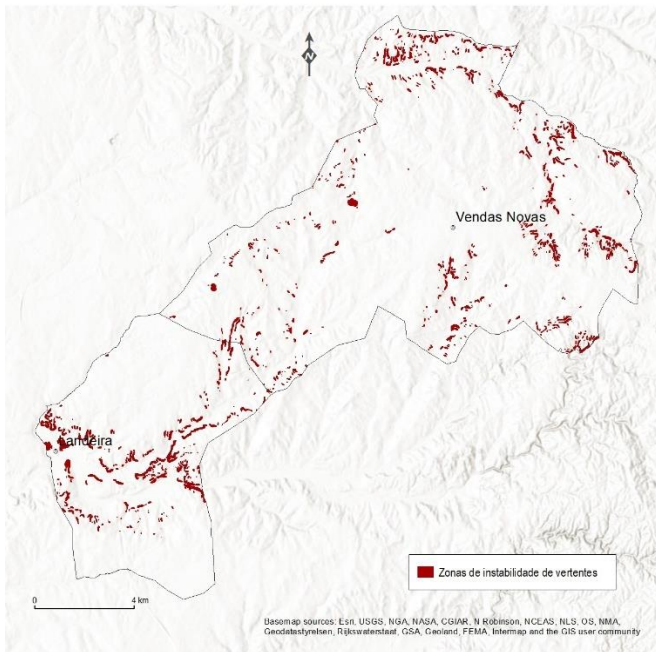 N
Vendas Novas
Landeira
Zonas de instabilidade de vertentes
0 4 km
Basemap sources: Esri, USGS, NGA, NASA, CGIAR, N Robinson, NCEAS, NLS, OS, NMA,
Geodatastyrelsen, Rijkswaterstaat, GSA, Geoland, FEMA, Intermap and the GIS user community